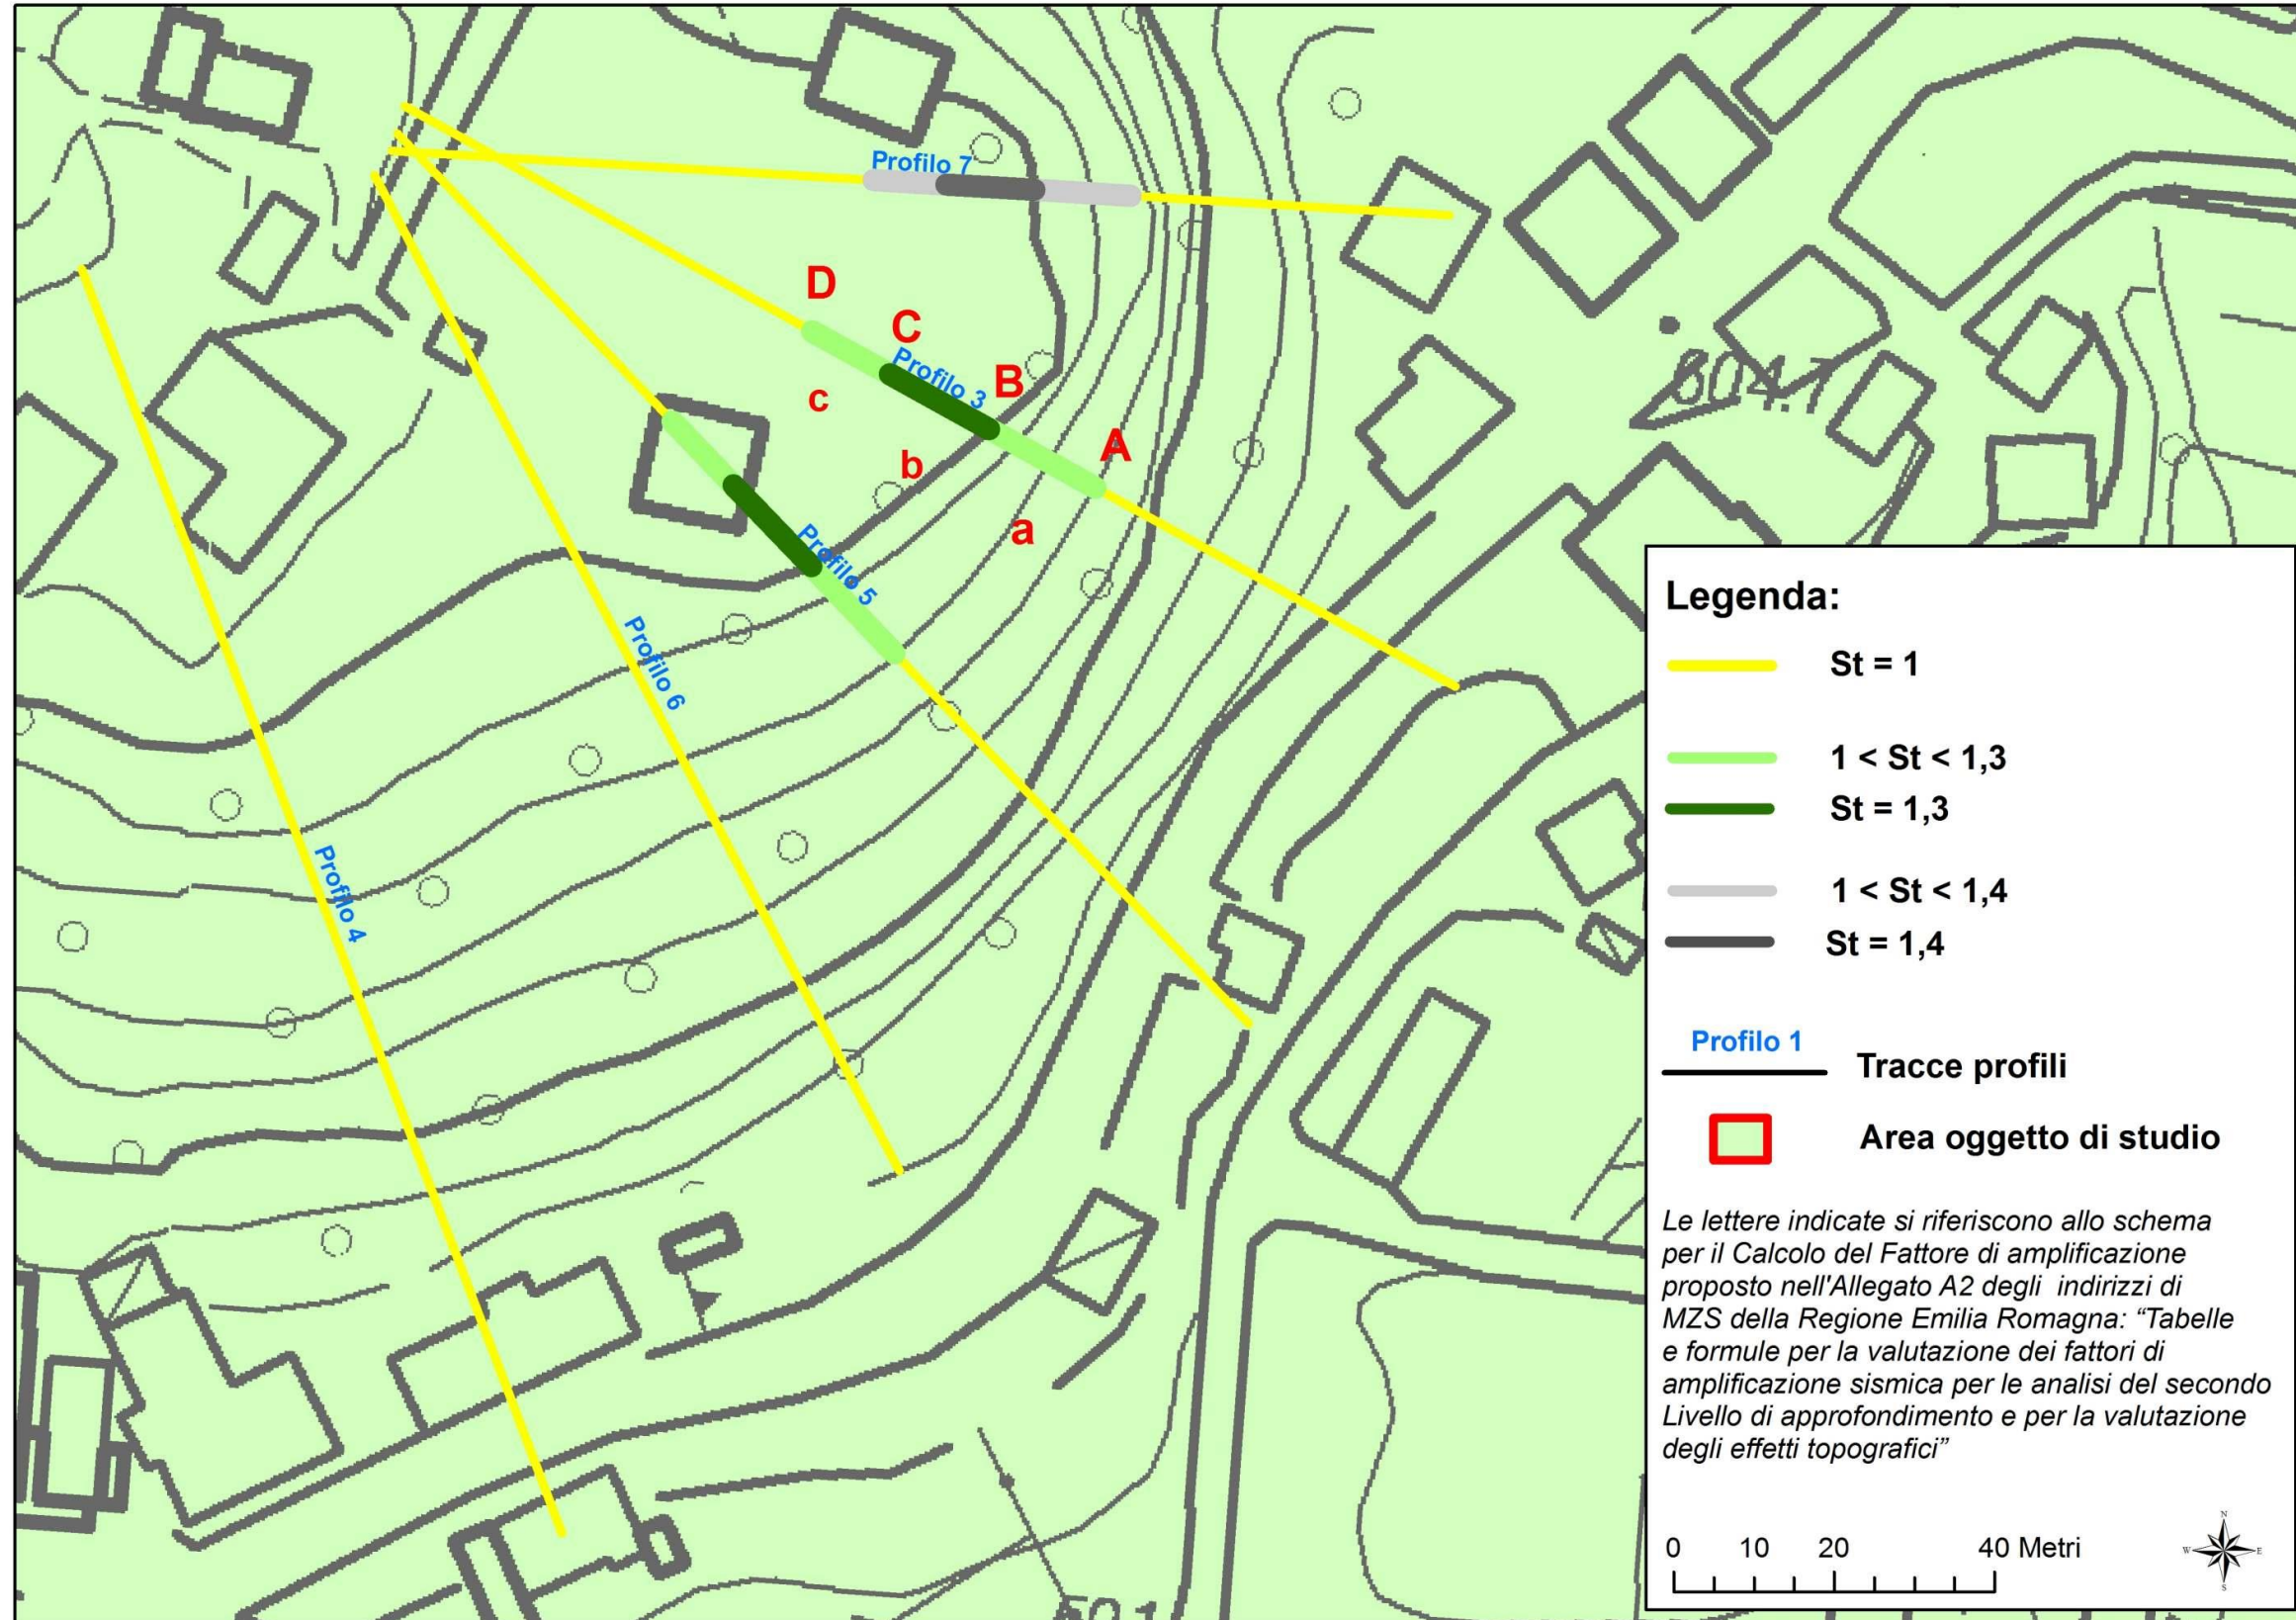 Profilo 7
D
C
Profilo 3
B
c
A
b
a
604.7
Profilo 5
Profilo 6
Profilo 4
Legenda:
St = 1
1 < St < 1,3
St = 1,3
1 < St < 1,4
St = 1,4
Profilo 1
Tracce profili
Area oggetto di studio
Le lettere indicate si riferiscono allo schema
per il Calcolo del Fattore di amplificazione
proposto nell'Allegato A2 degli indirizzi di
MZS della Regione Emilia Romagna: “Tabelle
e formule per la valutazione dei fattori di
amplificazione sismica per le analisi del secondo
Livello di approfondimento e per la valutazione
degli effetti topografici”
0 10 20 40 Metri
N
W E
S